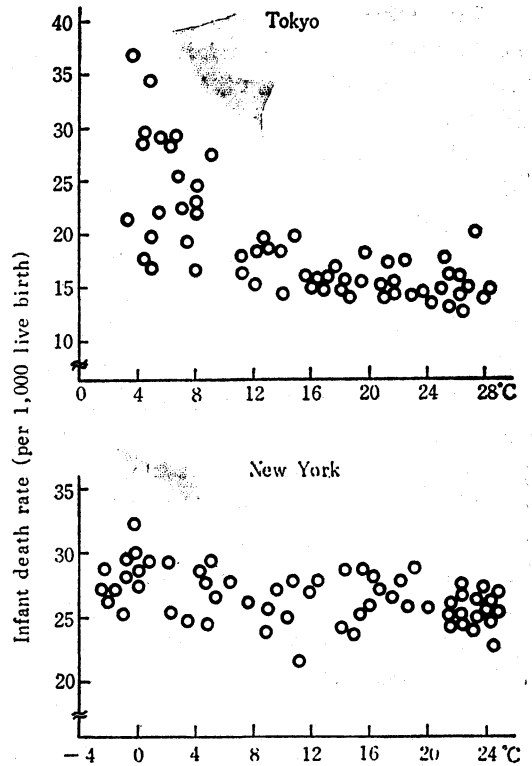 Tokyo
40
35
30
25
20
15
10
0 4 8 12 16 20 24 28°C
Infant death rate (per 1,000 live birth)
New York
35
30
25
20
-4 0 4 8 12 16 20 24 °C